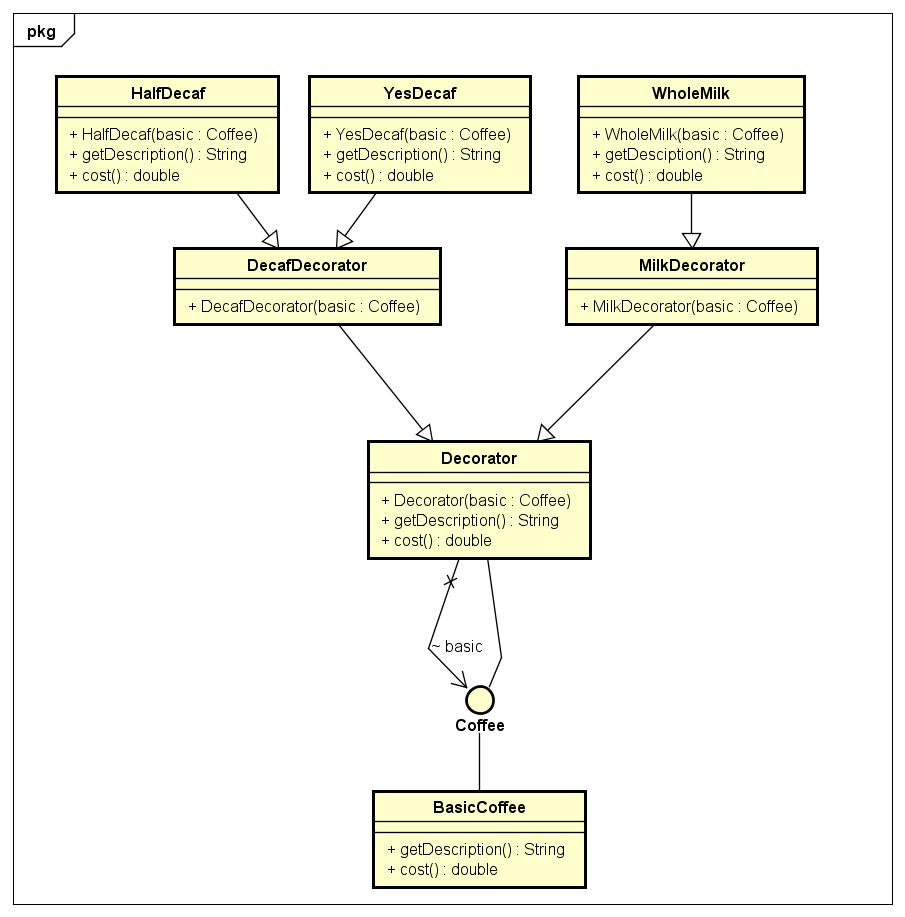 pkg
HalfDecaf
+ HalfDecaf(basic : Coffee)
+ getDescription() : String
+ cost() : double
YesDecaf
+ YesDecaf(basic : Coffee)
+ getDescription() : String
+ cost() : double
WholeMilk
+ WholeMilk(basic : Coffee)
+ getDesciption() : String
+ cost() : double
DecafDecorator
+ DecafDecorator(basic : Coffee)
MilkDecorator
+ MilkDecorator(basic : Coffee)
Decorator
+ Decorator(basic : Coffee)
+ getDescription() : String
+ cost() : double
~ basic
Coffee
BasicCoffee
+ getDescription() : String
+ cost() : double